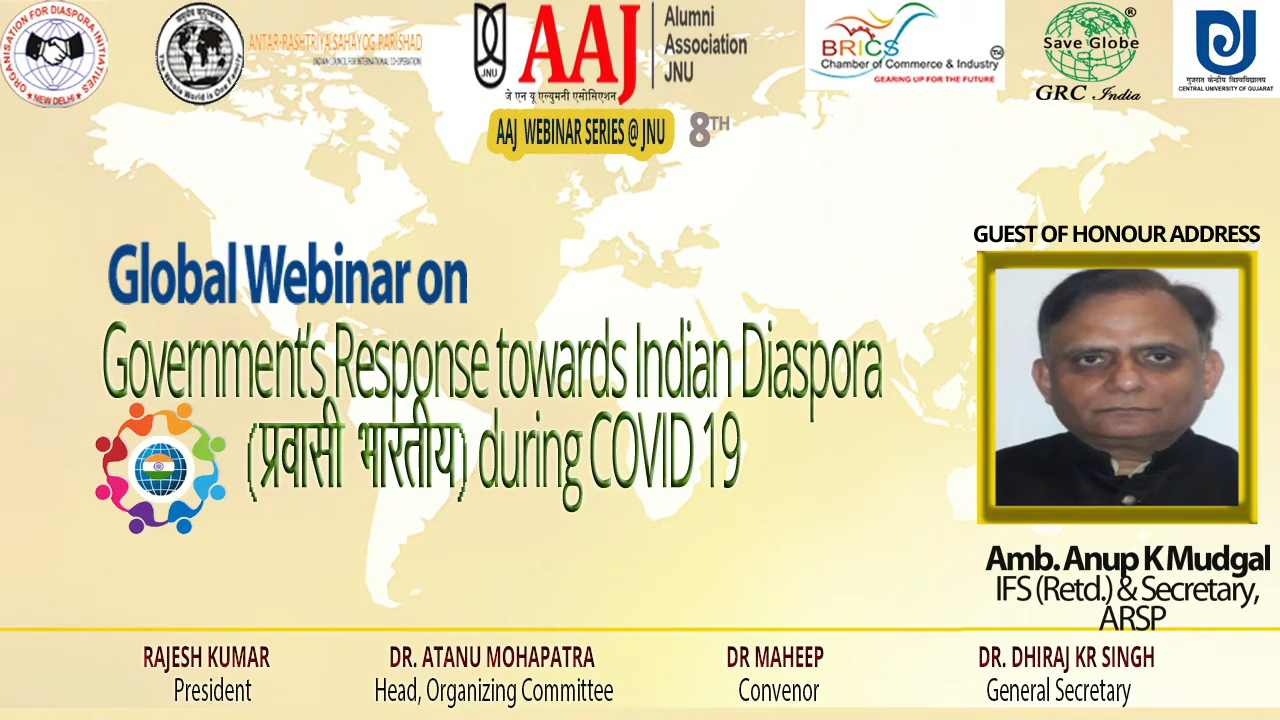 ORGANISATION FOR DIASPORA INITIATIVES
NEW DELHI
वसुधैव कुटुम्बकम्
The Whole World is One Family
ANTAR-RASHTRIYA SAHAYOG PARISHAD
(INDIAN COUNCIL FOR INTERNATIONAL CO-OPERATION)
JNU
AAJ
Alumni
Association
JNU
जे एन यू एल्युमनी एसोसिएशन
BRICS
Chamber of Commerce & Industry
GEARING UP FOR THE FUTURE
TM
Save Globe
®
GRC India
गुजरात केन्द्रीय विश्वविद्यालय
CENTRAL UNIVERSITY OF GUJARAT
AAJ WEBINAR SERIES @ JNU
8TH
GUEST OF HONOUR ADDRESS
Global Webinar on
Government's Response towards Indian Diaspora
(प्रवासी भारतीय) during COVID 19
Amb. Anup K Mudgal
IFS (Retd.) & Secretary,
ARSP
RAJESH KUMAR
President
DR. ATANU MOHAPATRA
Head, Organizing Committee
DR MAHEEP
Convenor
DR. DHIRAJ KR SINGH
General Secretary